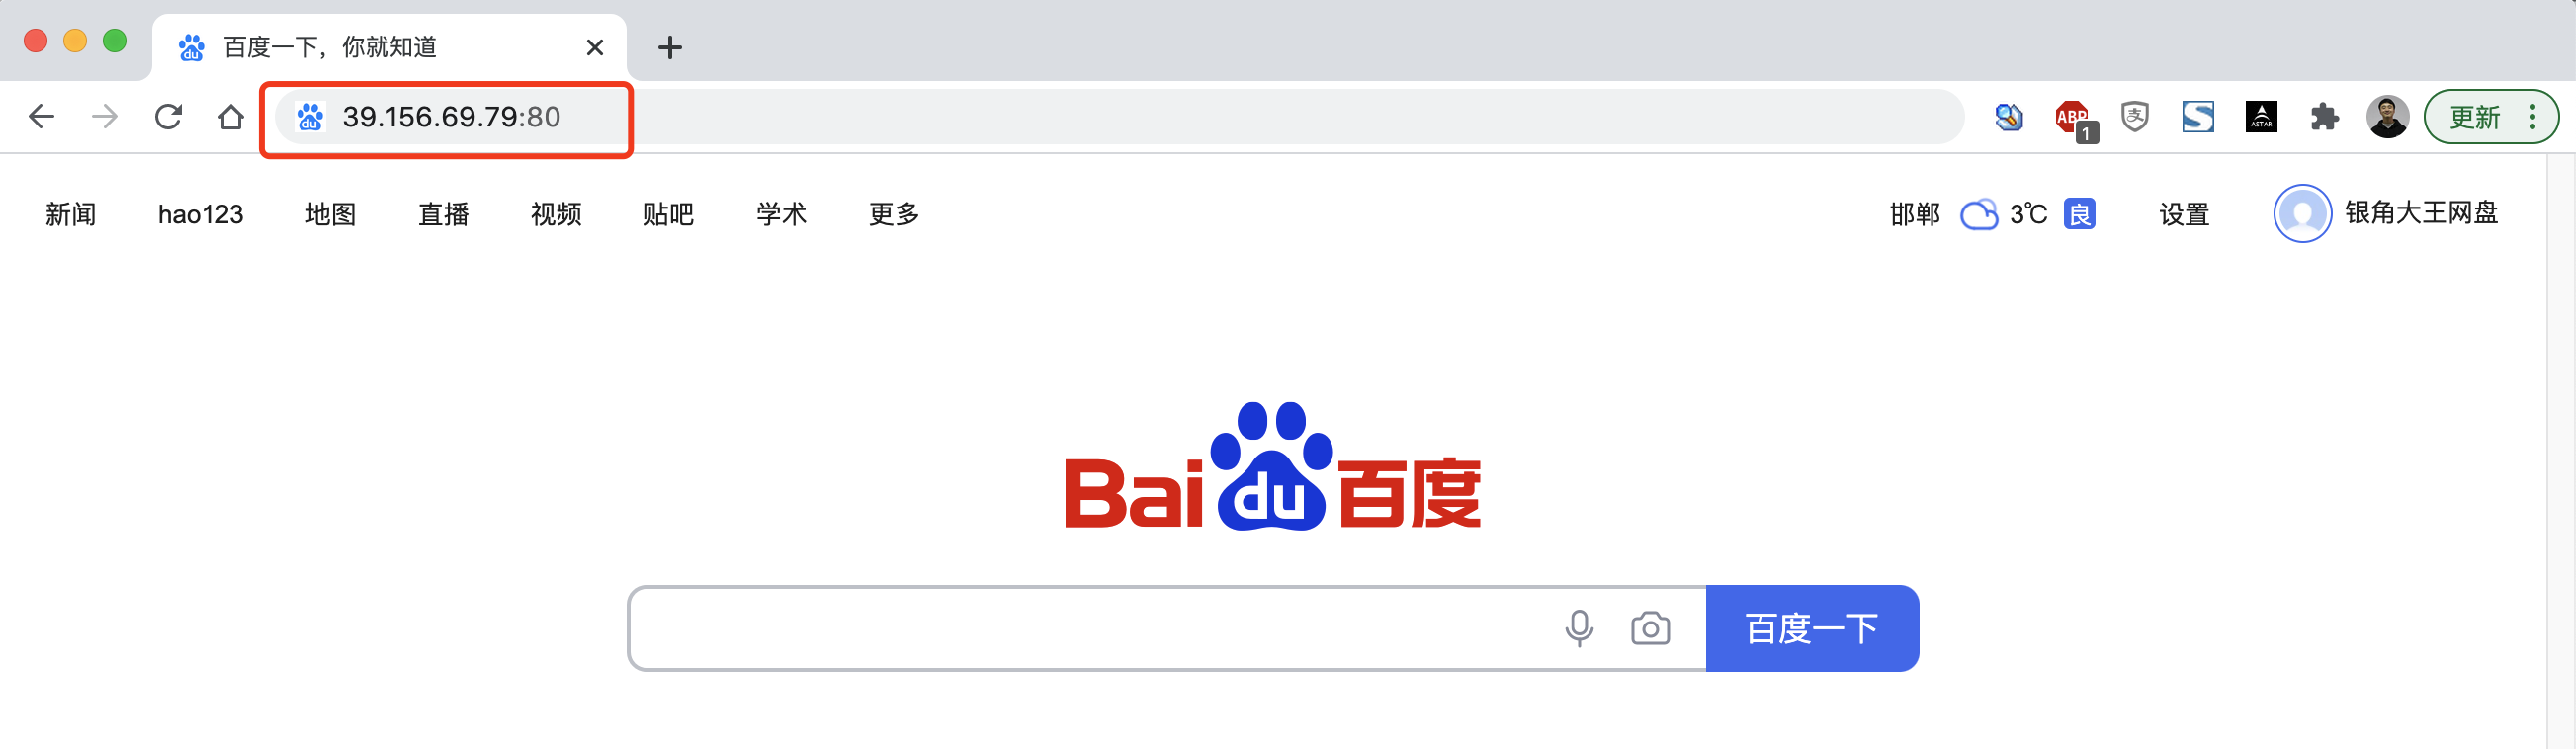 百度一下，你就知道
39.156.69.79:80
ABP 1 支 S ASTAR 更新
新闻 hao123 地图 直播 视频 贴吧 学术 更多 邯郸 3℃ 良 设置 银角大王网盘
Bai du 百度
百度一下